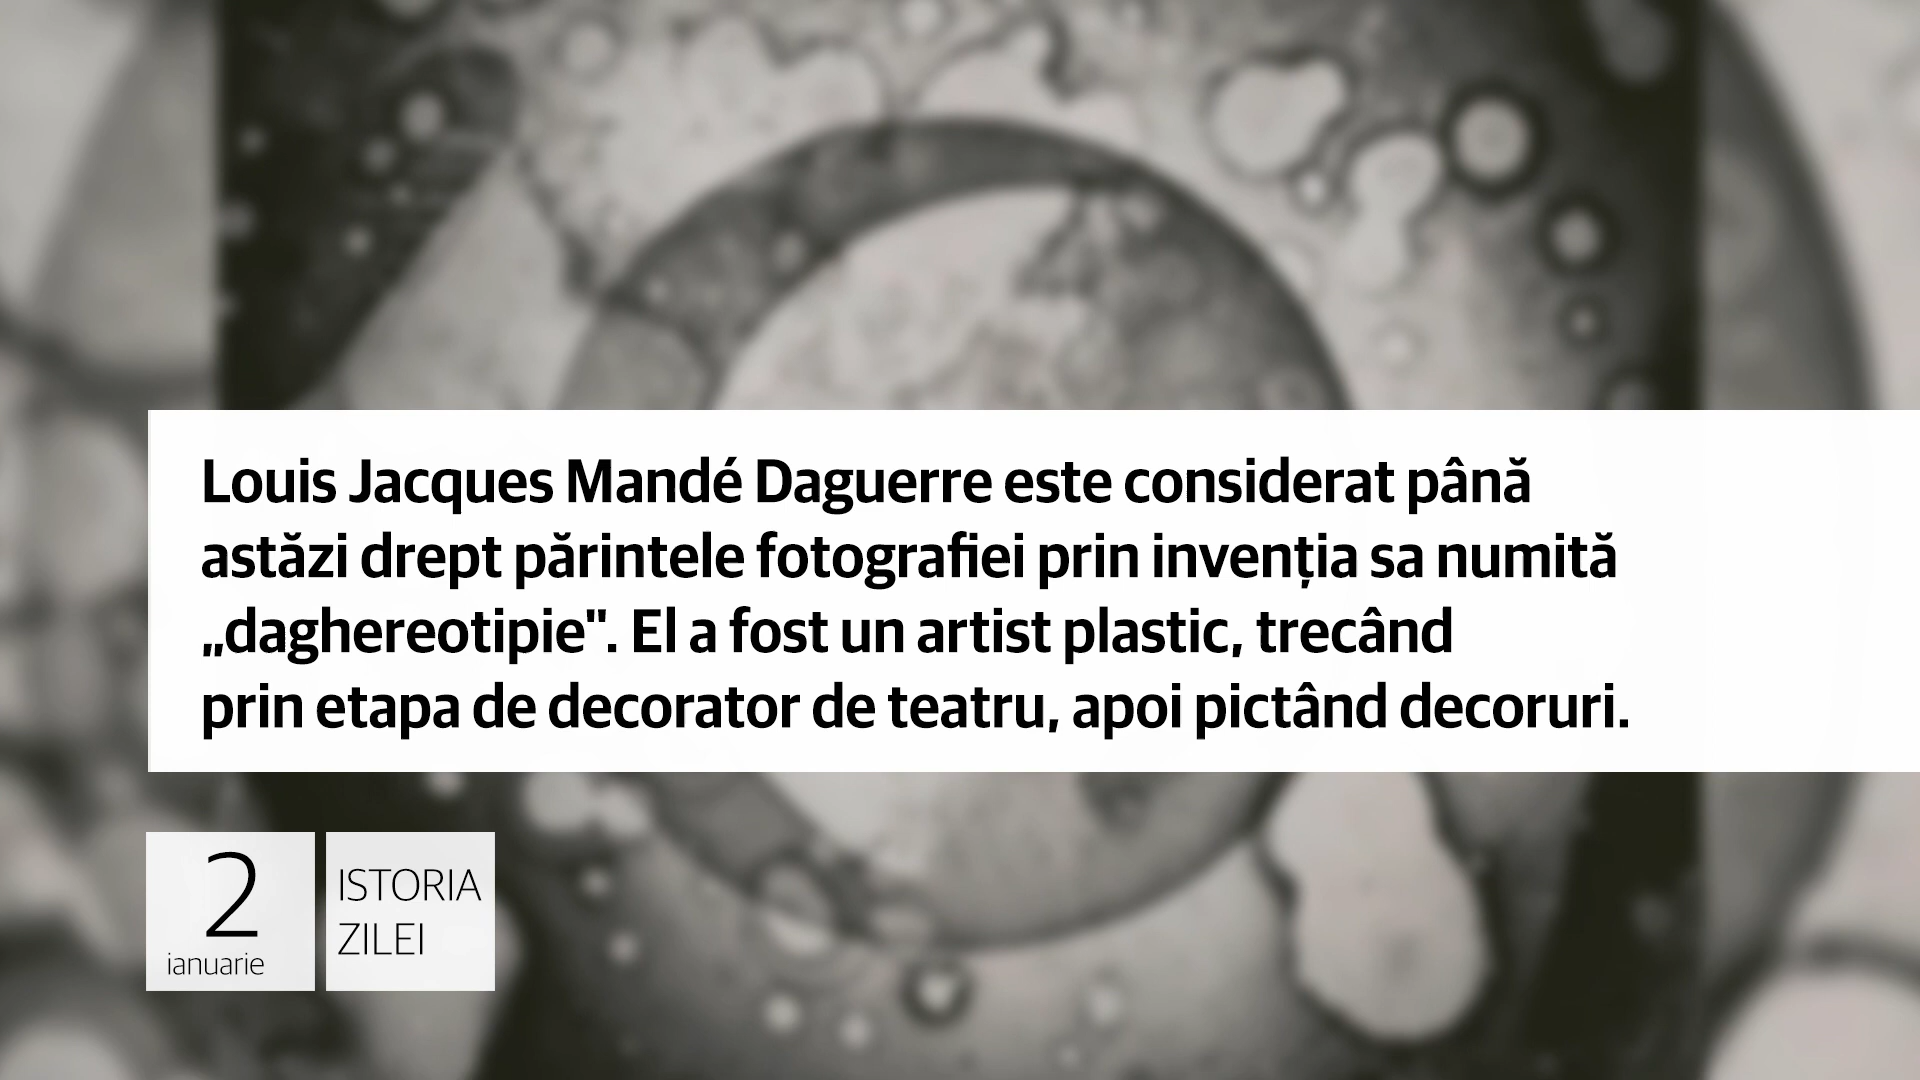 Louis Jacques Mandé Daguerre este considerat până
astăzi drept părintele fotografiei prin invenția sa numită
„daghereotipie". El a fost un artist plastic, trecând
prin etapa de decorator de teatru, apoi pictând decoruri.
2
ianuarie
ISTORIA
ZILEI